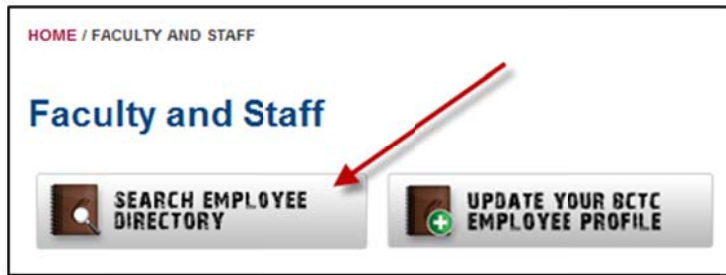 HOME / FACULTY AND STAFF
Faculty and Staff
SEARCH EMPLOYEE
DIRECTORY
UPDATE YOUR BCTC
EMPLOYEE PROFILE